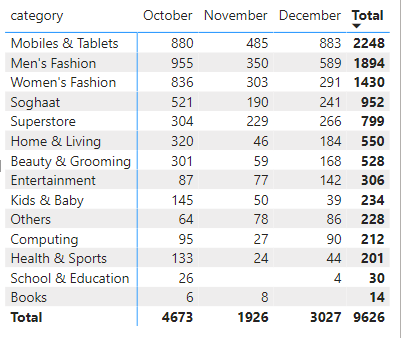 category October November December Total
Mobiles & Tablets 880 485 883 2248
Men's Fashion 955 350 589 1894
Women's Fashion 836 303 291 1430
Soghaat 521 190 241 952
Superstore 304 229 266 799
Home & Living 320 46 184 550
Beauty & Grooming 301 59 168 528
Entertainment 87 77 142 306
Kids & Baby 145 50 39 234
Others 64 78 86 228
Computing 95 27 90 212
Health & Sports 133 24 44 201
School & Education 26 4 30
Books 6 8 14
Total 4673 1926 3027 9626